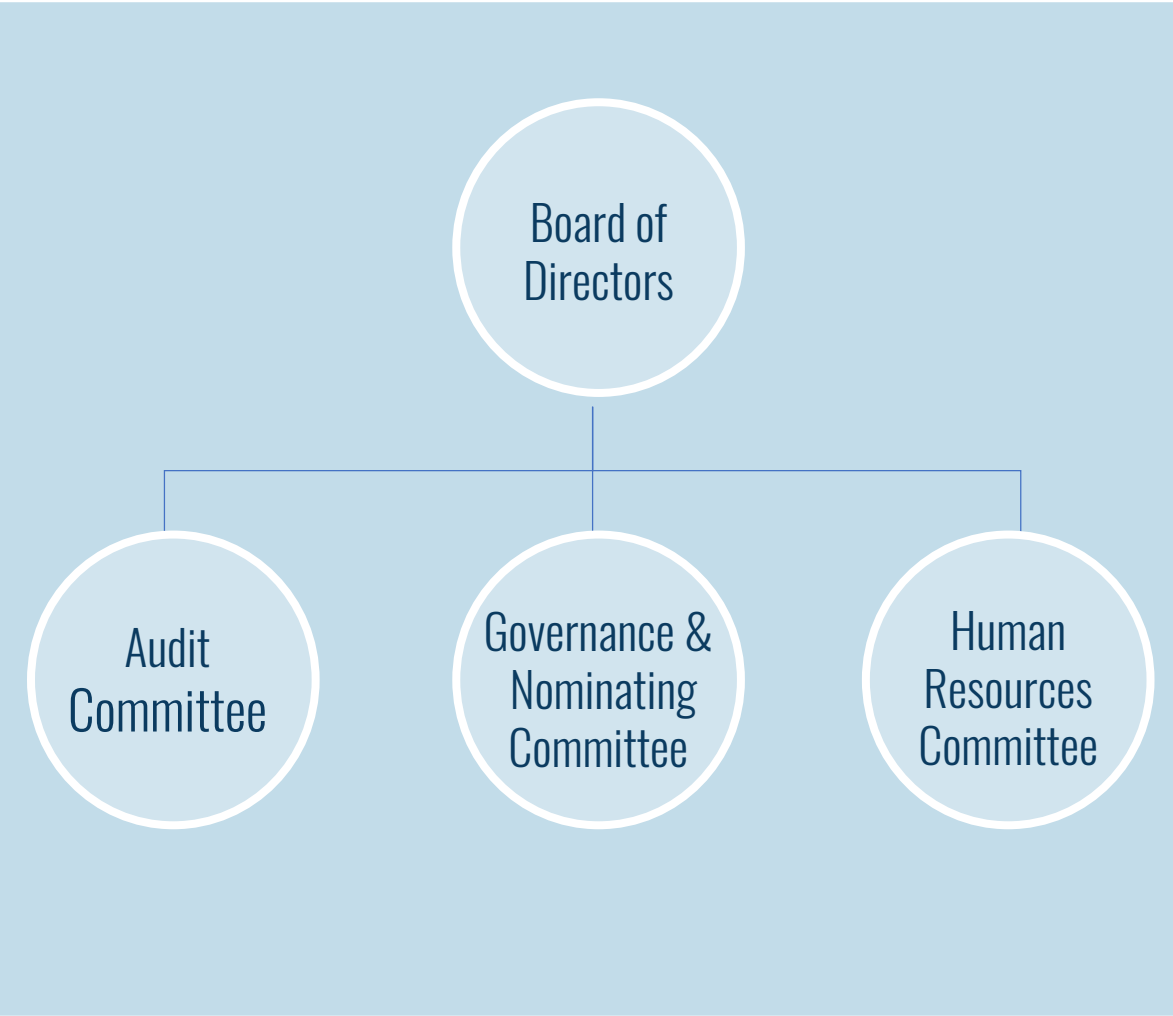 Board of
Directors
Audit
Committee
Governance &
Nominating
Committee
Human
Resources
Committee